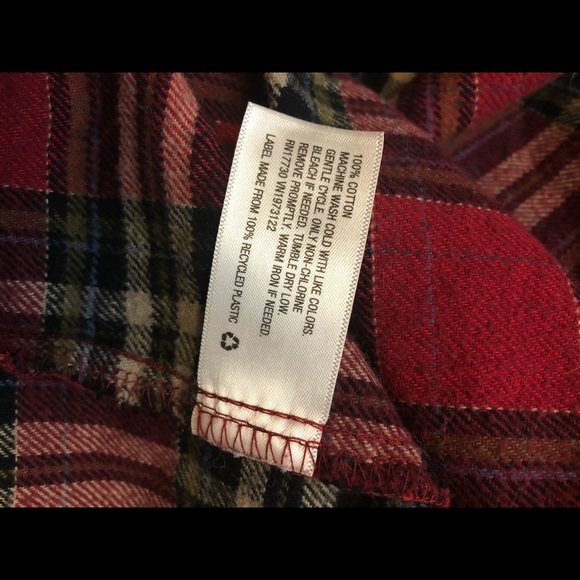 100% COTTON
MACHINE WASH COLD WITH LIKE COLORS,
GENTLE CYCLE. ONLY NON-CHLORINE
BLEACH IF NEEDED. TUMBLE DRY LOW.
REMOVE PROMPTLY. WARM IRON IF NEEDED.
RN17730 VN1973122
LABEL MADE FROM 100% RECYCLED PLASTIC